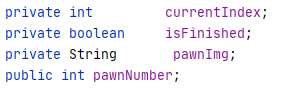 private int         currentIndex;
private boolean     isFinished;
private String       pawnImg;
public int pawnNumber;